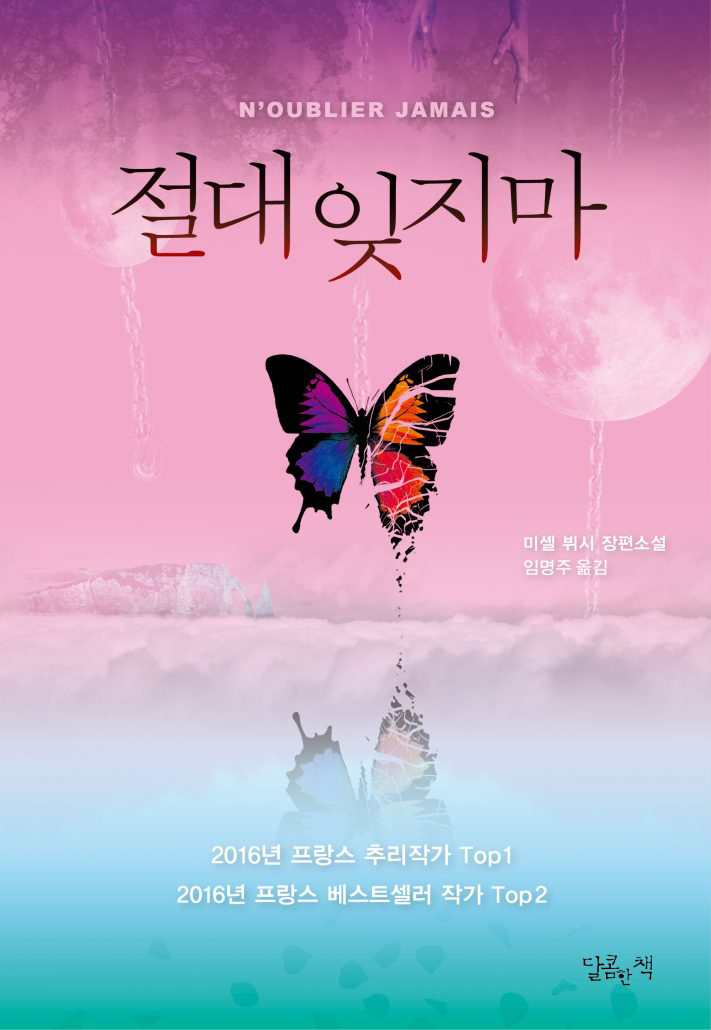 N'OUBLIER JAMAIS
절대 잊지마
미셸 뷔시 장편소설
임명주 옮김
2016년 프랑스 추리작가 Top1
2016년 프랑스 베스트셀러 작가 Top2
달콤한책